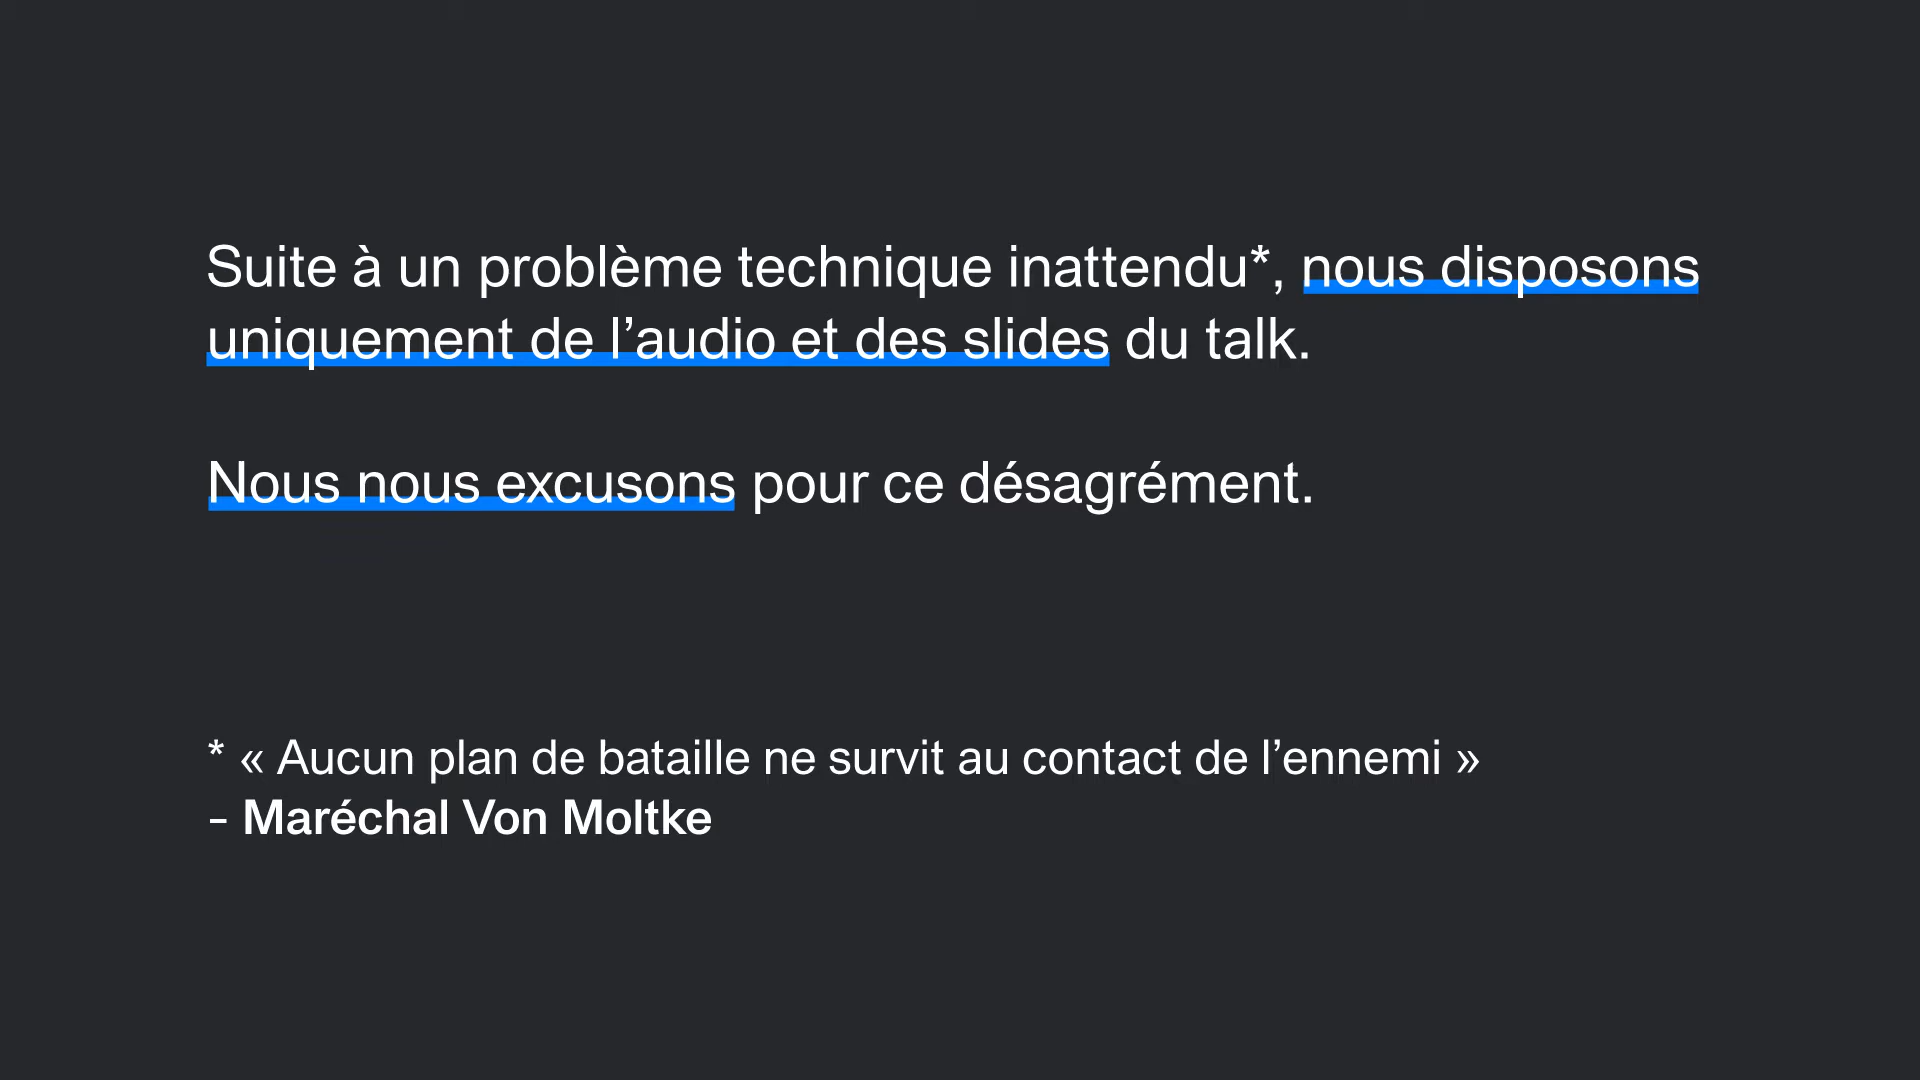 Suite à un problème technique inattendu*, nous disposons
uniquement de l’audio et des slides du talk.
Nous nous excusons pour ce désagrément.
* « Aucun plan de bataille ne survit au contact de l’ennemi »
– Maréchal Von Moltke